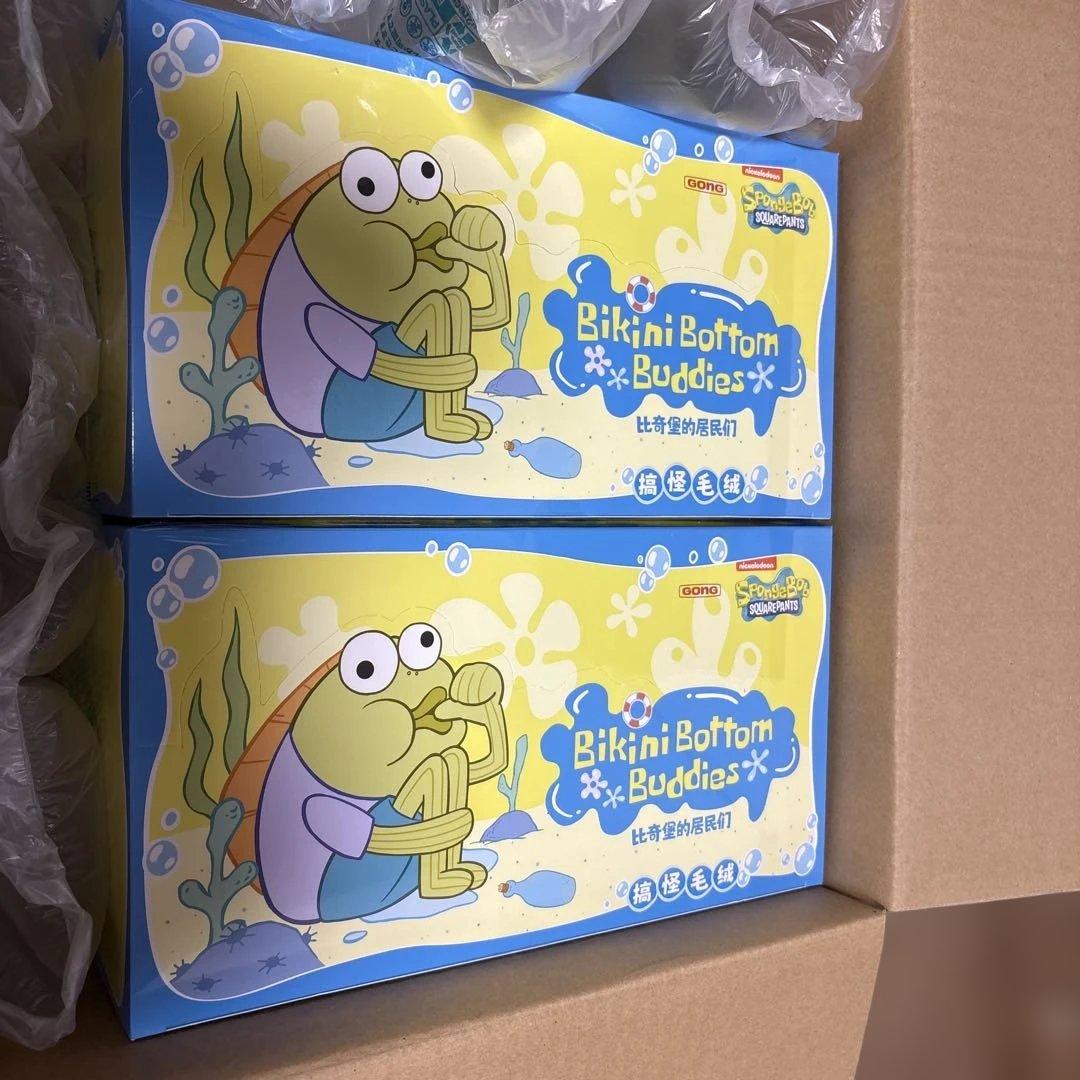 GONG
nickelodeon
SpongeBob
SQUAREPANTS
Bikini Bottom
Buddies
比奇堡的居民们
搞怪毛绒
GONG
nickelodeon
SpongeBob
SQUAREPANTS
Bikini Bottom
Buddies
比奇堡的居民们
搞怪毛绒